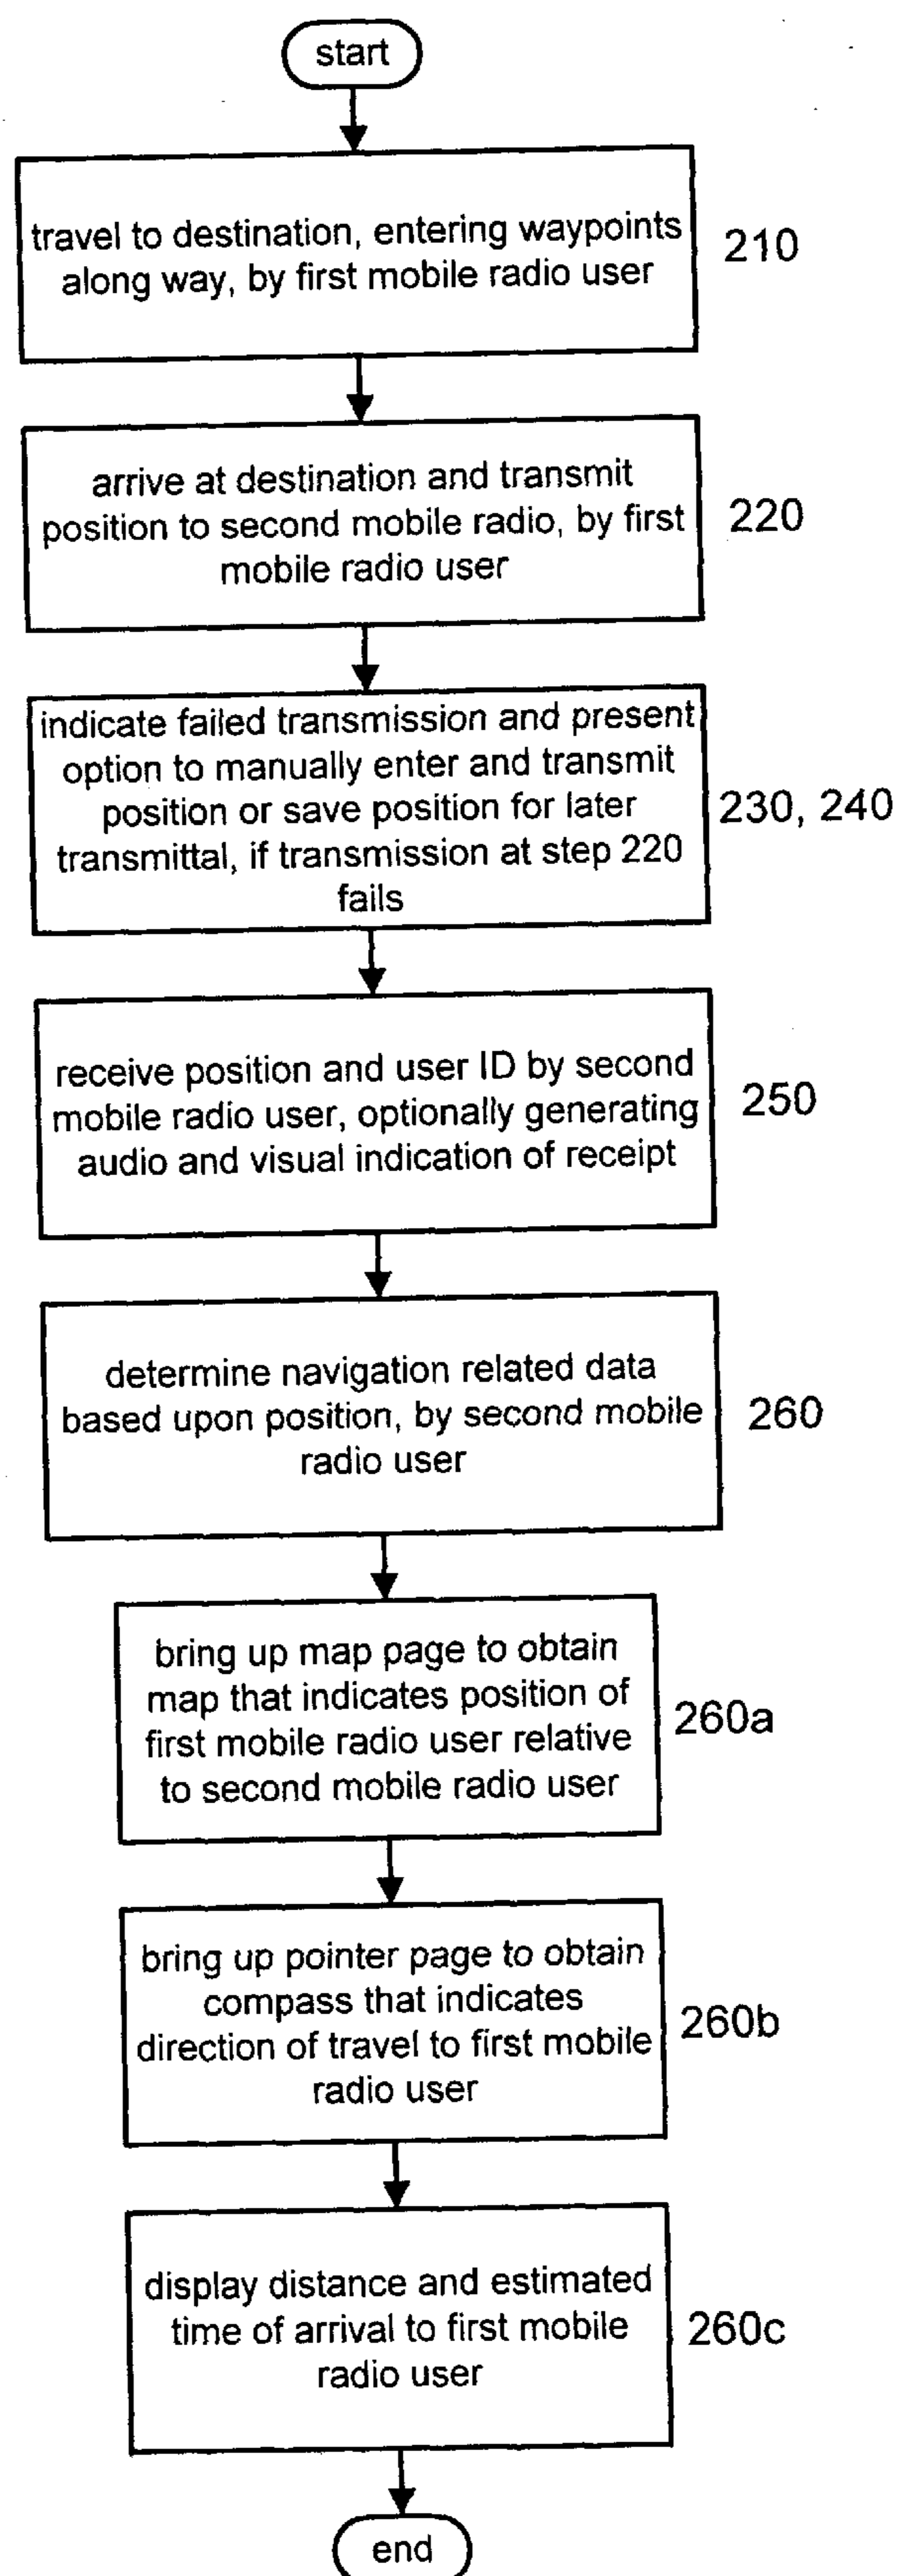 start
travel to destination, entering waypoints
along way, by first mobile radio user
210
arrive at destination and transmit
position to second mobile radio, by first
mobile radio user
220
indicate failed transmission and present
option to manually enter and transmit
position or save position for later
transmittal, if transmission at step 220
fails
230, 240
receive position and user ID by second
mobile radio user, optionally generating
audio and visual indication of receipt
250
determine navigation related data
based upon position, by second mobile
radio user
260
bring up map page to obtain
map that indicates position of
first mobile radio user relative
to second mobile radio user
260a
bring up pointer page to obtain
compass that indicates
direction of travel to first mobile
radio user
260b
display distance and estimated
time of arrival to first mobile
radio user
260c
end